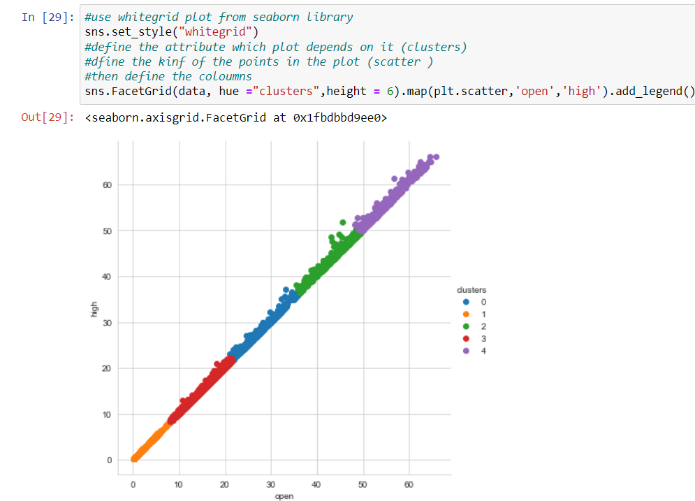 In [29]: #use whitegrid plot from seaborn library
sns.set_style("whitegrid")
#define the attribute which plot depends on it (clusters)
#dfine the kinf of the points in the plot (scatter )
#then define the coloumns
sns.FacetGrid(data, hue ="clusters",height = 6).map(plt.scatter,'open','high').add_legend()
Out[29]: <seaborn.axisgrid.FacetGrid at 0x1fbdbbd9ee0>
60
50
40
30
20
10
0
high
0 10 20 30 40 50 60
open
clusters
0
1
2
3
4